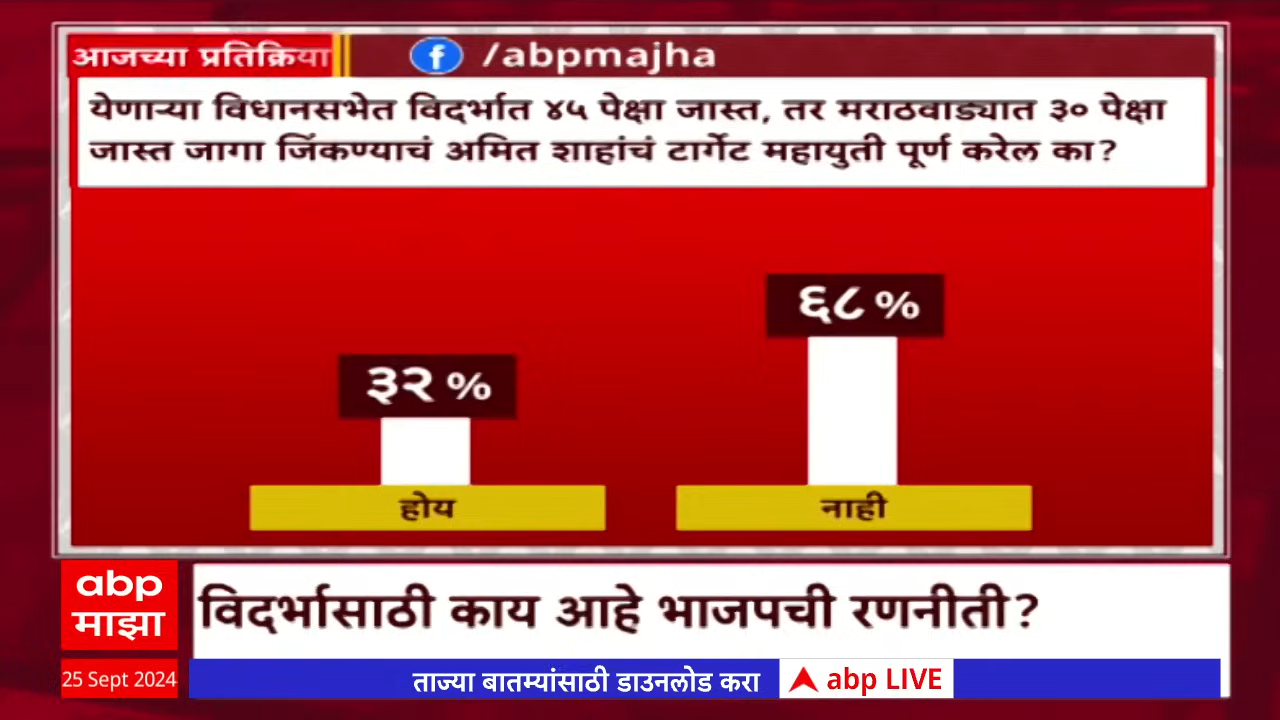 आजच्या प्रतिक्रिया
f /abpmajha
येणाऱ्या विधानसभेत विदर्भात ४५ पेक्षा जास्त, तर मराठवाड्यात ३० पेक्षा
जास्त जागा जिंकण्याचं अमित शाहांचं टार्गेट महायुती पूर्ण करेल का?
६८ %
३२ %
होय
नाही
abp
माझा
विदर्भासाठी काय आहे भाजपची रणनीती?
25 Sept 2024
ताज्या बातम्यांसाठी डाउनलोड करा
abp LIVE